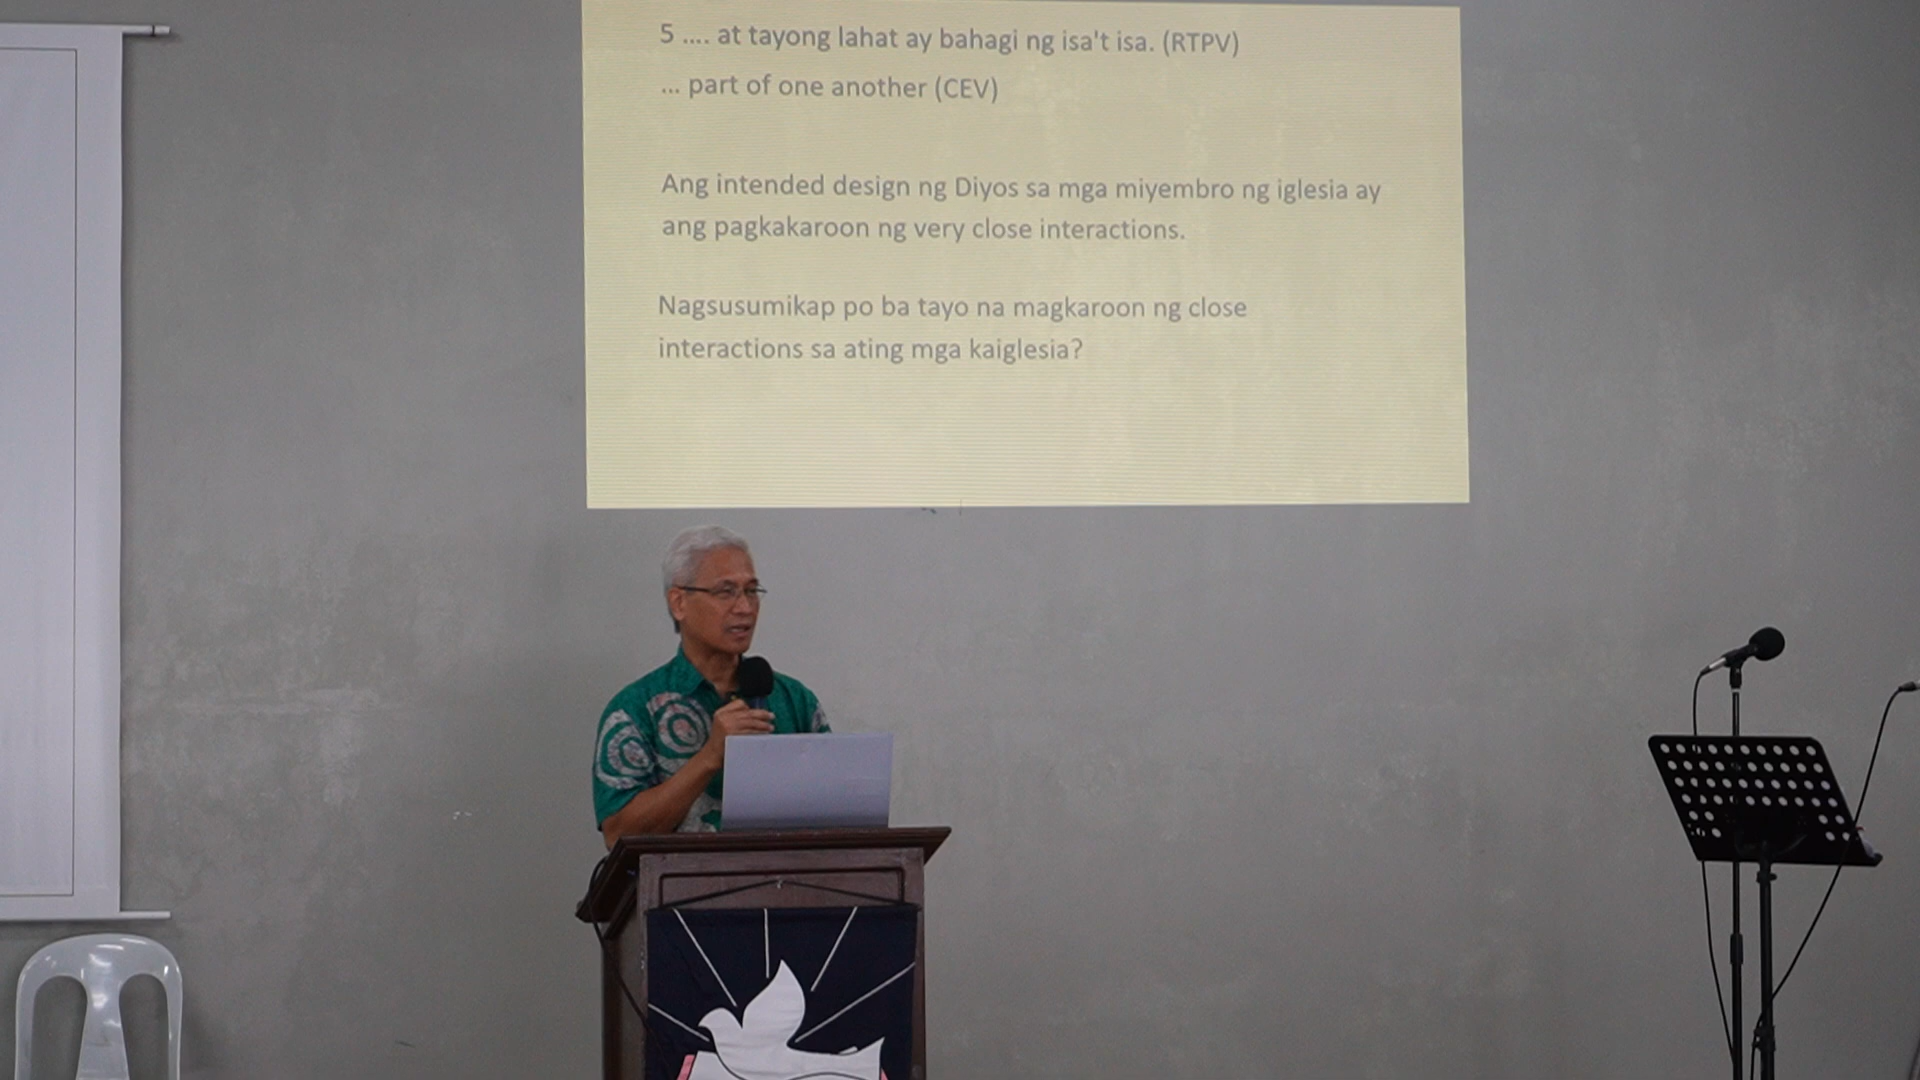 5 .... at tayong lahat ay bahagi ng isa't isa. (RTPV)
... part of one another (CEV)
Ang intended design ng Diyos sa mga miyembro ng iglesia ay
ang pagkakaroon ng very close interactions.
Nagsusumikap po ba tayo na magkaroon ng close
interactions sa ating mga kaiglesia?